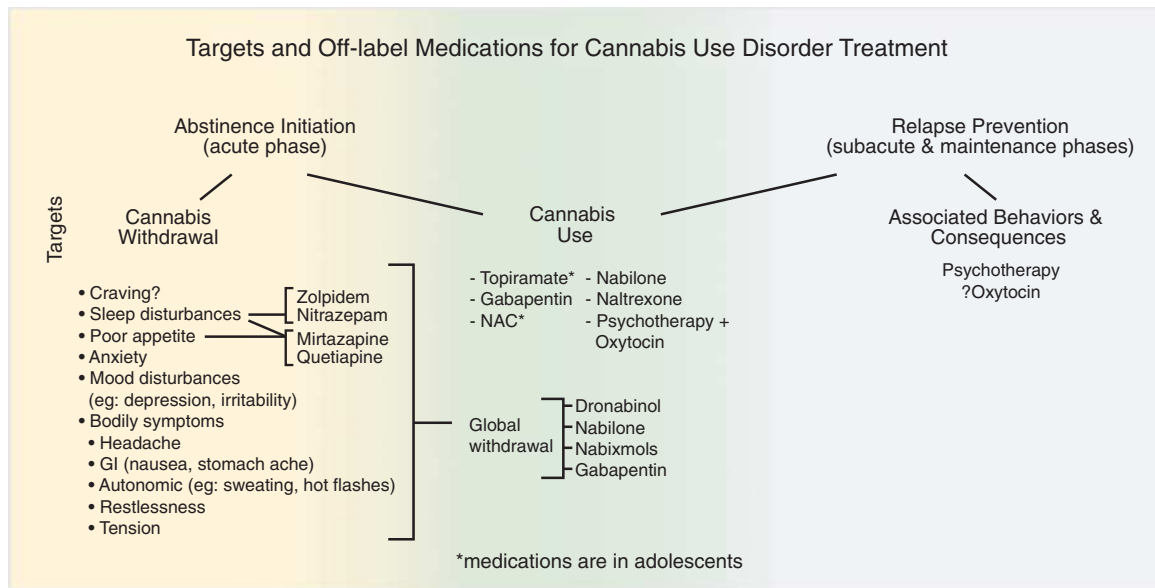 Targets and Off-label Medications for Cannabis Use Disorder Treatment
Abstinence Initiation
(acute phase)
Relapse Prevention
(subacute & maintenance phases)
Targets
Cannabis
Withdrawal
Cannabis
Use
Associated Behaviors &
Consequences
Psychotherapy
?Oxytocin
• Craving?
• Sleep disturbances
• Poor appetite
• Anxiety
• Mood disturbances
(eg: depression, irritability)
• Bodily symptoms
• Headache
• GI (nausea, stomach ache)
• Autonomic (eg: sweating, hot flashes)
• Restlessness
• Tension
Zolpidem
Nitrazepam
Mirtazapine
Quetiapine
- Topiramate*
- Gabapentin
- NAC*
- Nabilone
- Naltrexone
- Psychotherapy +
Oxytocin
Global
withdrawal
Dronabinol
Nabilone
Nabixmols
Gabapentin
*medications are in adolescents